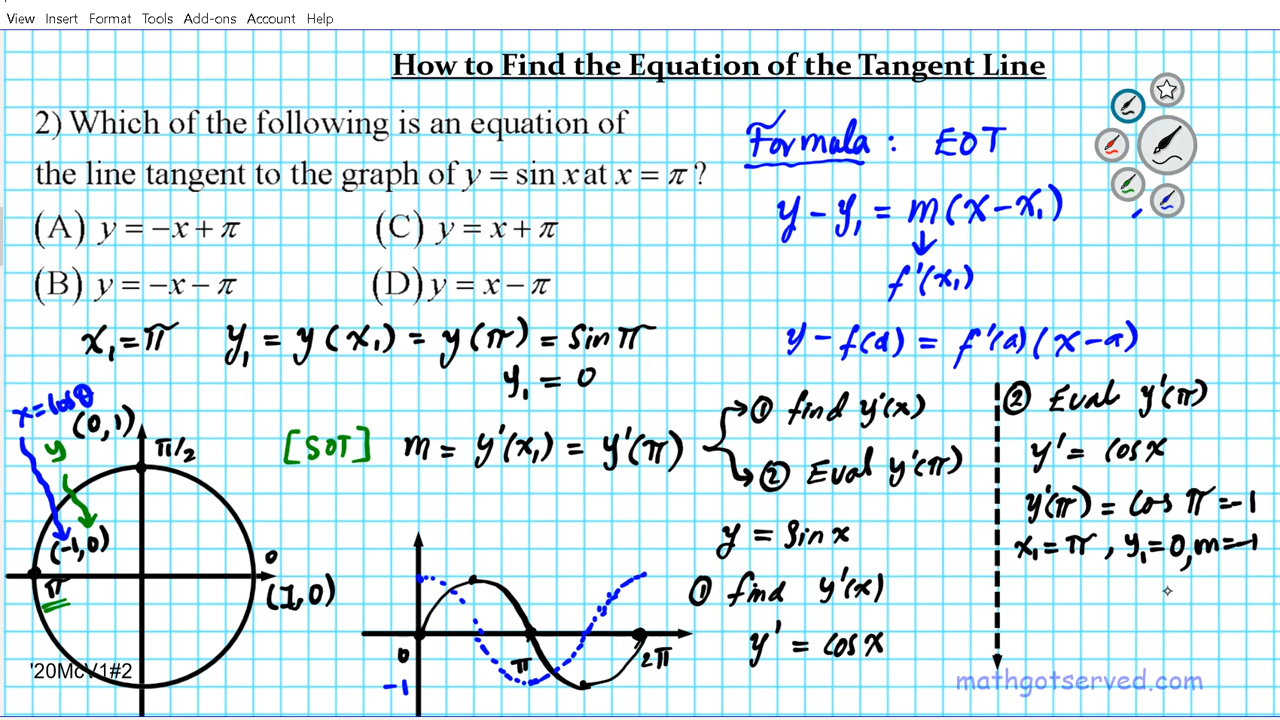 View Insert Format Tools Add-ons Account Help
How to Find the Equation of the Tangent Line
2) Which of the following is an equation of
the line tangent to the graph of y = sin x at x = π ?
(A) y = −x + π (C) y = x + π
(B) y = −x − π (D) y = x − π
Formula : EOT
y − y₁ = m(x − x₁)
f'(x₁)
y − f(a) = f'(a)(x − a)
x₁ = π y₁ = y(x₁) = y(π) = Sin π
y₁ = 0
[SOT] m = y'(x₁) = y'(π)
① find y'(x)
② Eval y'(π)
y = Sin x
① find y'(x)
y' = cos x
② Eval y'(π)
y' = cos x
y'(π) = Cos π = −1
x₁ = π, y₁ = 0, m = −1
x = cos θ
y
(0, 1)
π/2
(−1, 0)
π
0
(1, 0)
'20McV1#2
0
π
2π
−1
mathgotserved.com